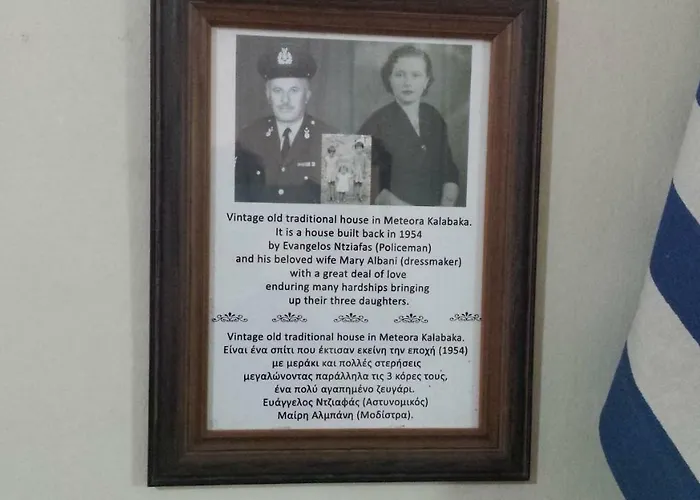 Vintage old traditional house in Meteora Kalabaka.
It is a house built back in 1954
by Evangelos Ntziafas (Policeman)
and his beloved wife Mary Albani (dressmaker)
with a great deal of love
enduring many hardships bringing
up their three daughters.
Vintage old traditional house in Meteora Kalabaka.
Είναι ένα σπίτι που έκτισαν εκείνη την εποχή (1954)
με μεράκι και πολλές στερήσεις
μεγαλώνοντας παράλληλα τις 3 κόρες τους,
ένα πολύ αγαπημένο ζευγάρι.
Ευάγγελος Ντζιαφάς (Αστυνομικός)
Μαίρη Αλμπάνη (Μοδίστρα).